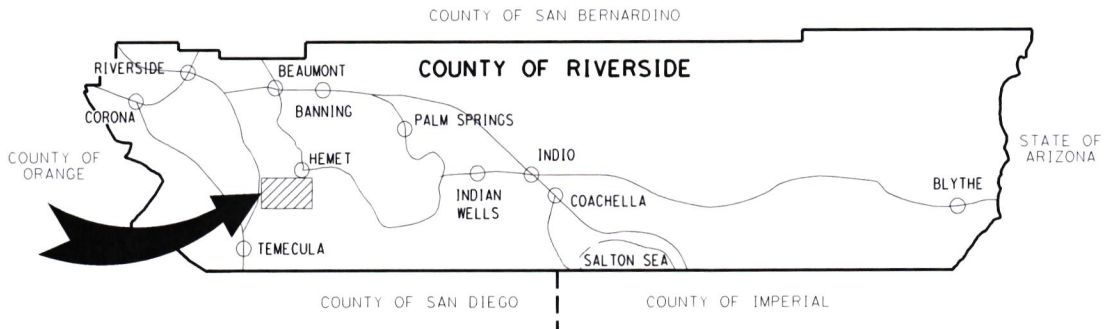 COUNTY OF SAN BERNARDINO
RIVERSIDE
BEAUMONT
COUNTY OF RIVERSIDE
CORONA
BANNING
PALM SPRINGS
COUNTY OF
ORANGE
STATE OF
ARIZONA
HEMET
INDIO
INDIAN
WELLS
COACHELLA
BLYTHE
TEMECULA
SALTON SEA
COUNTY OF SAN DIEGO
COUNTY OF IMPERIAL